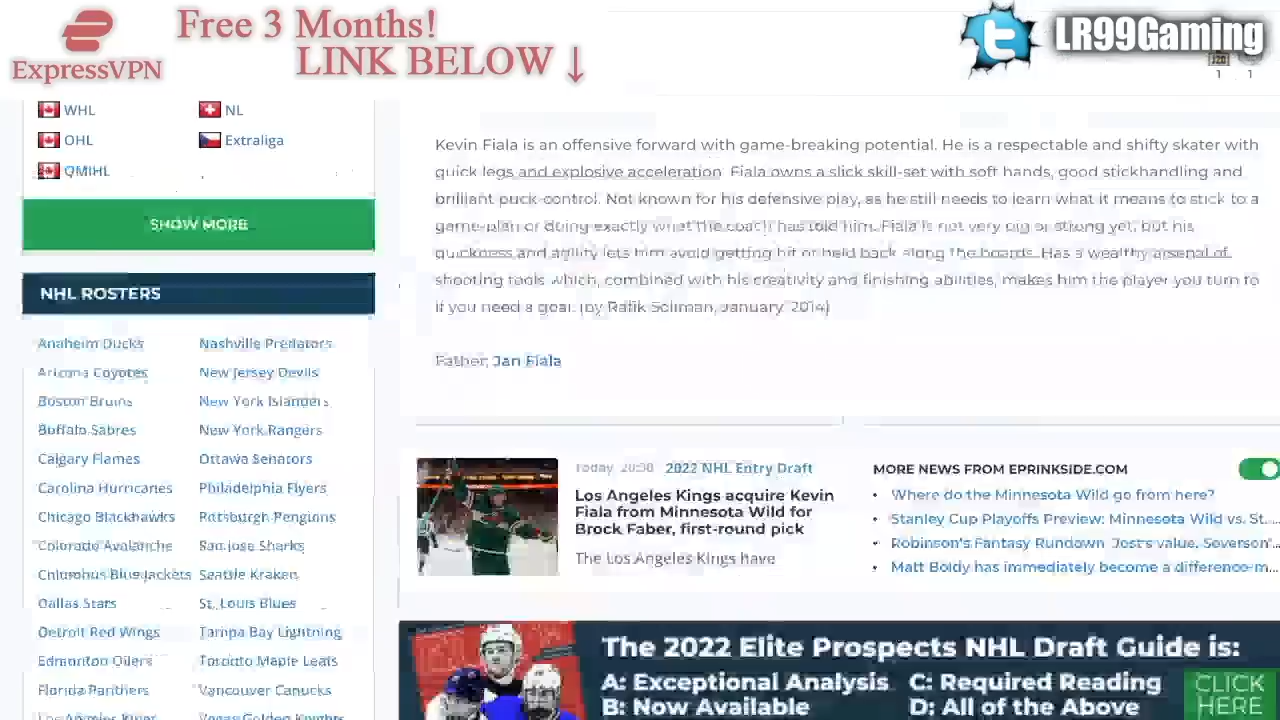 Free 3 Months!
LINK BELOW ↓
ExpressVPN
LR99Gaming
1 1
WHL NL
OHL Extraliga
QMJHL
SHOW MORE
NHL ROSTERS
Anaheim Ducks Nashville Predators
Arizona Coyotes New Jersey Devils
Boston Bruins New York Islanders
Buffalo Sabres New York Rangers
Calgary Flames Ottawa Senators
Carolina Hurricanes Philadelphia Flyers
Chicago Blackhawks Pittsburgh Penguins
Colorado Avalanche San Jose Sharks
Columbus Blue Jackets Seattle Kraken
Dallas Stars St. Louis Blues
Detroit Red Wings Tampa Bay Lightning
Edmonton Oilers Toronto Maple Leafs
Florida Panthers Vancouver Canucks
Los Angeles Kings Vegas Golden Knights
Kevin Fiala is an offensive forward with game-breaking potential. He is a respectable and shifty skater with
quick legs and explosive acceleration. Fiala owns a slick skill-set with soft hands, good stickhandling and
brilliant puck-control. Not known for his defensive play, as he still needs to learn what it means to stick to a
game-plan or doing exactly what the coach has told him. Fiala is not very big or strong yet, but his
quickness and agility lets him avoid getting hit or held back along the boards. Has a wealthy arsenal of
shooting tools which, combined with his creativity and finishing abilities, makes him the player you turn to
if you need a goal. (by Rafik Soliman, January 2014)
Father: Jan Fiala
Today 20:30 2022 NHL Entry Draft
Los Angeles Kings acquire Kevin
Fiala from Minnesota Wild for
Brock Faber, first-round pick
The Los Angeles Kings have
MORE NEWS FROM EPRINKSIDE.COM
• Where do the Minnesota Wild go from here?
• Stanley Cup Playoffs Preview: Minnesota Wild vs. St....
• Robinson's Fantasy Rundown: Josi's value, Severson'...
• Matt Boldy has immediately become a difference-m...
The 2022 Elite Prospects NHL Draft Guide is:
A: Exceptional Analysis C: Required Reading
B: Now Available D: All of the Above
CLICK
HERE